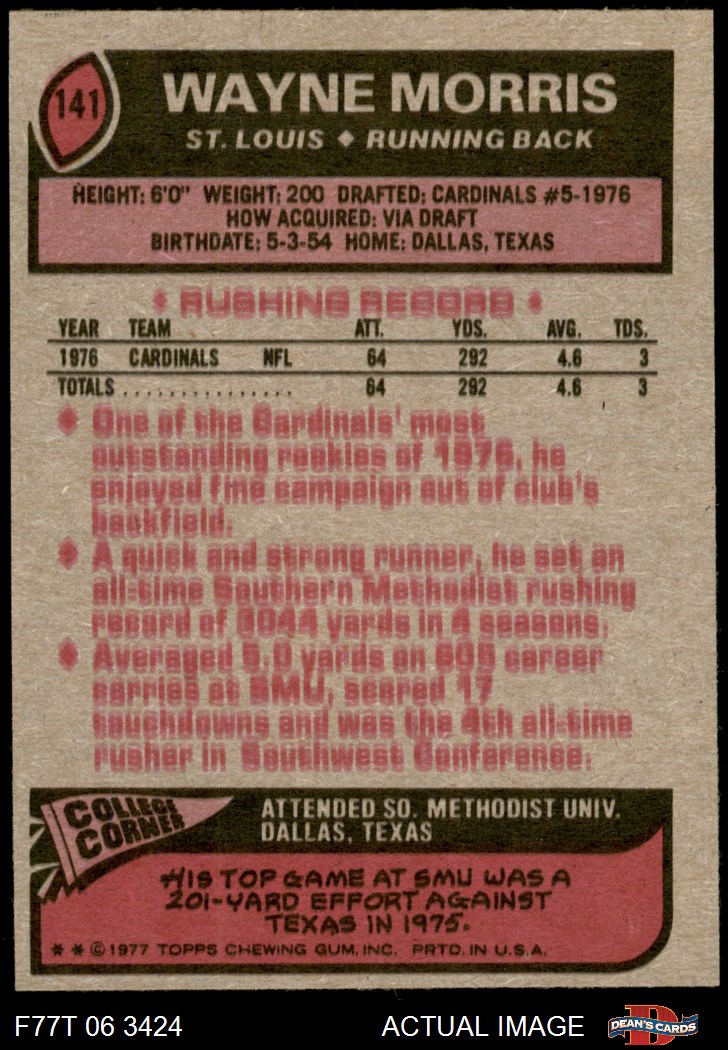 141
WAYNE MORRIS
ST. LOUIS ♦ RUNNING BACK
HEIGHT: 6'0" WEIGHT: 200 DRAFTED: CARDINALS #5-1976
HOW ACQUIRED: VIA DRAFT
BIRTHDATE: 5-3-54 HOME: DALLAS, TEXAS
♦ RUSHING RECORD ♦
YEAR TEAM ATT. YDS. AVG. TDS.
1976 CARDINALS NFL 64 292 4.6 3
TOTALS ............... 64 292 4.6 3
♦ One of the Cardinals' most
outstanding rookies of 1976, he
enjoyed fine campaign out of club's
backfield.
♦ A quick and strong runner, he set an
all-time Southern Methodist rushing
record of 3044 yards in 4 seasons.
♦ Averaged 5.0 yards on career
carries at SMU, scored 17
touchdowns and was the 4th all-time
rusher in Southwest Conference.
COLLEGE
CORNER
ATTENDED SO. METHODIST UNIV.
DALLAS, TEXAS
HIS TOP GAME AT SMU WAS A
201-YARD EFFORT AGAINST
TEXAS IN 1975.
* * © 1977 TOPPS CHEWING GUM, INC. PRTD. IN U.S.A.
F77T 06 3424 ACTUAL IMAGE DEAN'S CARDS